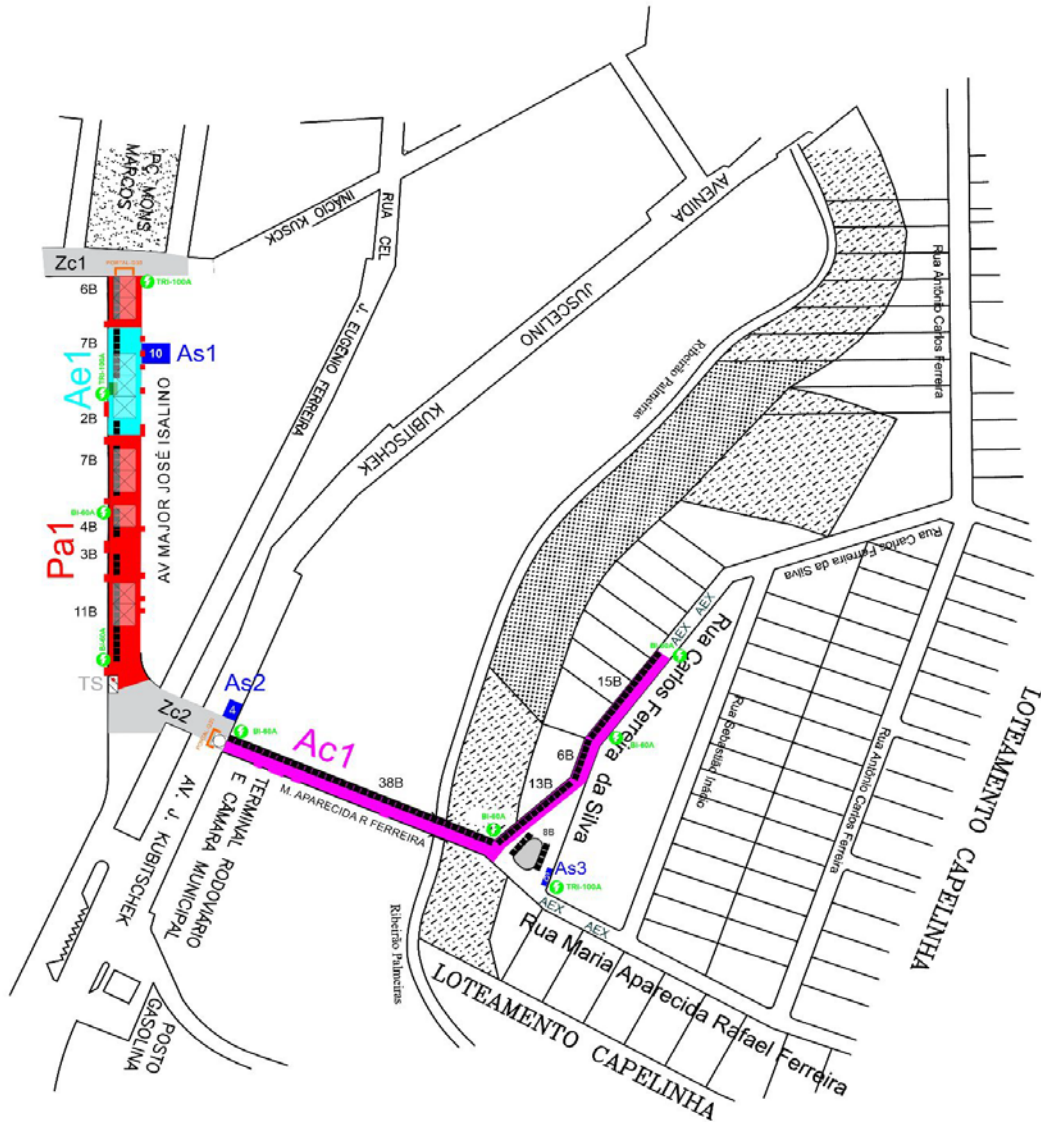 PÇ MONS
MARCOS
INÁCIO KUSCK
RUA CEL
J. EUGÊNIO FERREIRA
AVENIDA
JUSCELINO
KUBITSCHEK
Zc1
TRI-100A
6B
7B
Ae1
TRI-100A
10
As1
2B
7B
AV MAJOR JOSÉ ISALINO
BI-60A
4B
Pa1
3B
11B
BI-60A
TS
Zc2
As2
4
BI-60A
Ac1
38B
M. APARECIDA R FERREIRA
TERMINAL RODOVIÁRIO
E CÂMARA MUNICIPAL
AV. J. KUBITSCHEK
POSTO
GASOLINA
Ribeirão Palmeiras
Ribeirão Palmeiras
Rua Antônio Carlos Ferreira
Rua Carlos Ferreira da Silva
AEX
AEX
BI-60A
15B
Rua Carlos Ferreira da Silva
BI-60A
6B
13B
BI-60A
8B
As3
TRI-100A
AEX
AEX
Rua Sebastião Inácio
Rua Antônio Carlos Ferreira
LOTEAMENTO CAPELINHA
Rua Maria Aparecida Rafael Ferreira
LOTEAMENTO CAPELINHA